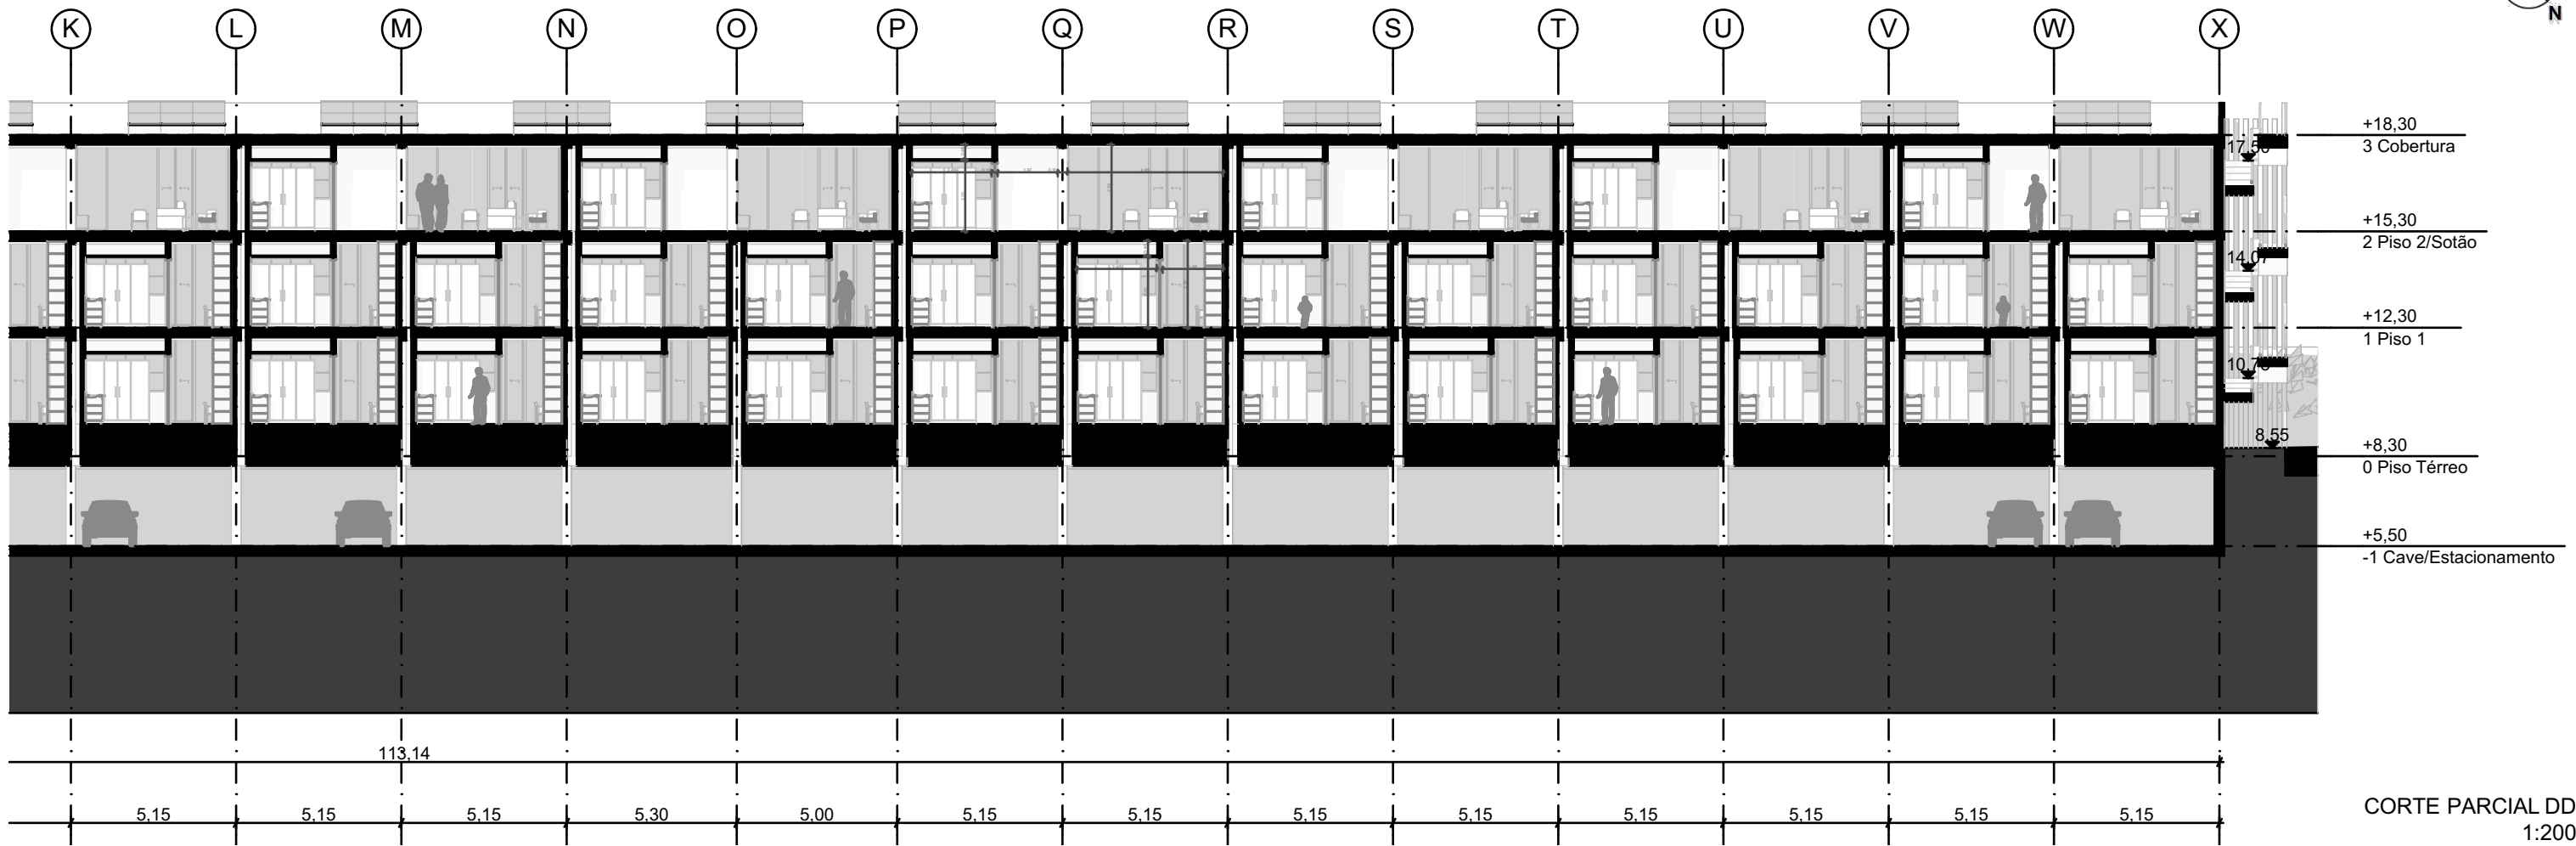 K L M N O P Q R S T U V W X
N
+18,30
3 Cobertura
+15,30
2 Piso 2/Sotão
14,07
+12,30
1 Piso 1
8,55
+8,30
0 Piso Térreo
+5,50
-1 Cave/Estacionamento
113,14
5,15 5,15 5,15 5,30 5,00 5,15 5,15 5,15 5,15 5,15 5,15 5,15 5,15
CORTE PARCIAL DD
1:200